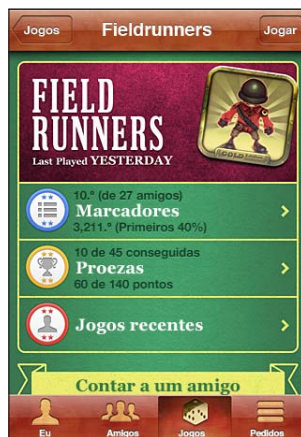 Jogos Fieldrunners Jogar
FIELD
RUNNERS
Last Played YESTERDAY
GOLD
10.° (de 27 amigos)
Marcadores
3,211.° (Primeiros 40%)
10 de 45 conseguidas
Proezas
60 de 140 pontos
Jogos recentes
Contar a um amigo
Eu Amigos Jogos Pedidos